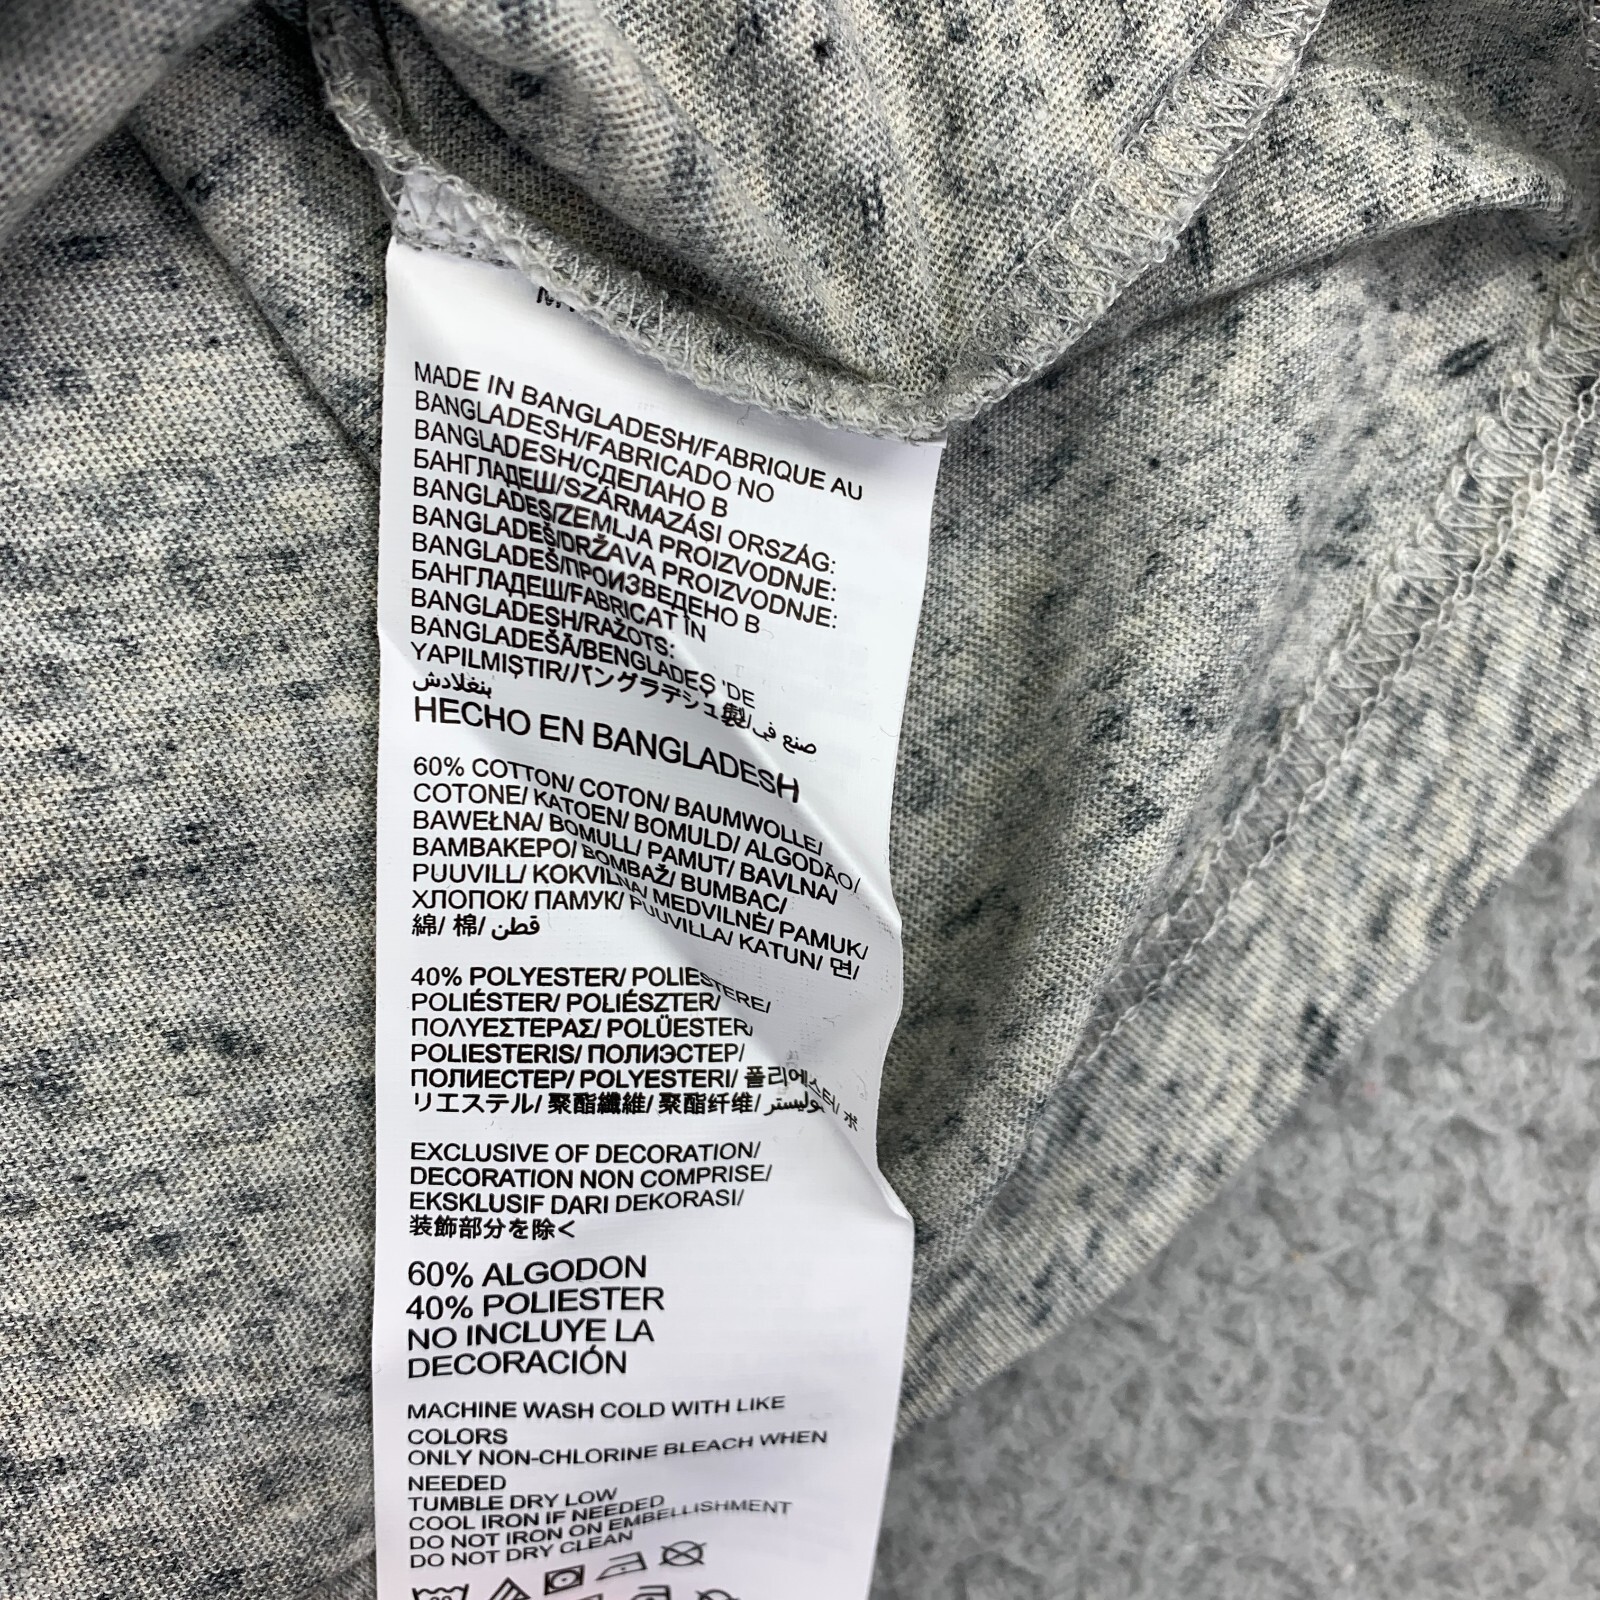 MADE IN BANGLADESH/FABRIQUE AU
BANGLADESH/FABRICADO NO
BANGLADESH/СДЕЛАНО В
БАНГЛАДЕШ/SZÁRMAZÁSI ORSZÁG:
BANGLADES/ZEMLJA PROIZVODNJE:
BANGLADEŠ/DRŽAVA PROIZVODNJE:
BANGLADEŠ/ПРОИЗВЕДЕНО В
БАНГЛАДЕШ/FABRICAT ÎN
BANGLADESH/RAŽOTS:
BANGLADEŠĀ/BENGLADEŞ 'DE
YAPILMIŞTIR//バングラデシュ製/صنع في
بنغلادش
HECHO EN BANGLADESH
60% COTTON/ COTON/ BAUMWOLLE/
COTONE/ KATOEN/ BOMULD/ ALGODÃO/
BAWEŁNA/ BOMULL/ PAMUT/ BAVLNA/
ΒΑΜΒΑΚΕΡΟ/ BOMBAŽ/ BUMBAC/
PUUVILL/ KOKVILNA/ MEDVILNĖ/ PAMUK/
ХЛОПОК/ ПАМУК/ PUUVILLA/ KATUN/ 면/
綿/ 棉/ قطن
40% POLYESTER/ POLIESTERE/
POLIÉSTER/ POLIÉSZTER/
ΠΟΛΥΕΣΤΕΡΑΣ/ POLÜESTER/
POLIESTERIS/ ПОЛИЭСТЕР/
ПОЛИЕСТЕР/ POLYESTERI/ 폴리에스터/ ポ
リエステル/ 聚酯纖維/ 聚酯纤维/ بوليستر
EXCLUSIVE OF DECORATION/
DECORATION NON COMPRISE/
EKSKLUSIF DARI DEKORASI/
装飾部分を除く
60% ALGODON
40% POLIESTER
NO INCLUYE LA
DECORACIÓN
MACHINE WASH COLD WITH LIKE
COLORS
ONLY NON-CHLORINE BLEACH WHEN
NEEDED
TUMBLE DRY LOW
COOL IRON IF NEEDED
DO NOT IRON ON EMBELLISHMENT
DO NOT DRY CLEAN